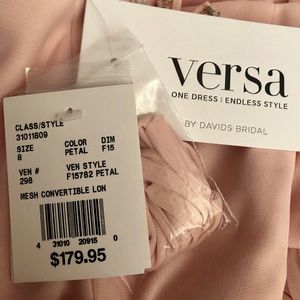 versa
ONE DRESS | ENDLESS STYLE
BY DAVIDS BRIDAL
CLASS/STYLE
31011809
SIZE COLOR DIM
8 PETAL F15
VEN # VEN STYLE
298 F15782 PETAL
MESH CONVERTIBLE LON
4 31010 20915 0
$179.95